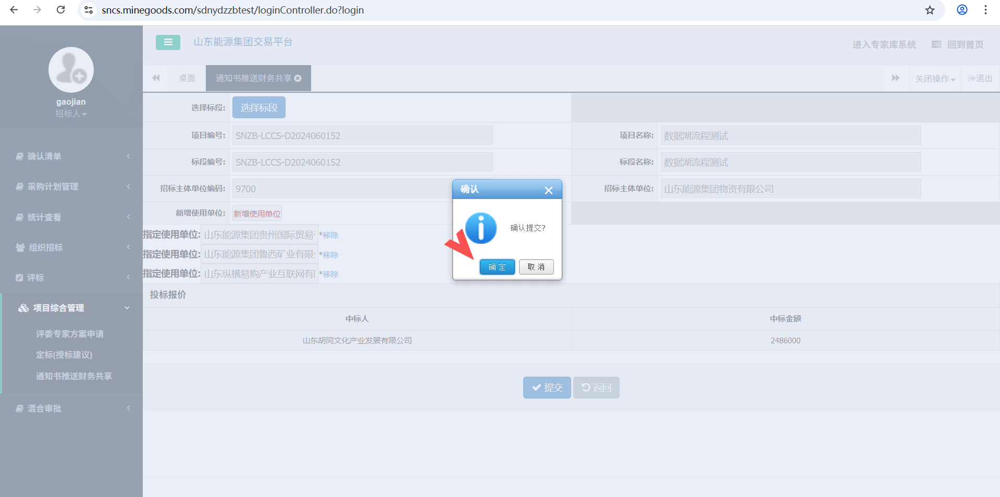 sncs.minegoods.com/sdnydzzbtest/loginController.do?login
山东能源集团交易平台
进入专家库系统
回到首页
gaojian
招标人
桌面
通知书推送财务共享
关闭操作
退出
确认清单
采购计划管理
统计查看
组织招标
评标
项目综合管理
评委专家方案申请
定标(授标建议)
通知书推送财务共享
混合审批
选择标段: 选择标段
项目编号: SNZB-LCCS-D2024060152 项目名称: 数据湖流程测试
标段编号: SNZB-LCCS-D2024060152 标段名称: 数据湖流程测试
招标主体单位编码: 9700 招标主体单位: 山东能源集团物资有限公司
新增使用单位: 新增使用单位
指定使用单位: 山东能源集团贵州国际贸易 *移除
指定使用单位: 山东能源集团鲁西矿业有限 *移除
指定使用单位: 山东纵横易购产业互联网有 *移除
确认
确认提交?
确定 取消
投标报价
中标人 中标金额
山东胡同文化产业发展有限公司 2486000
提交 返回